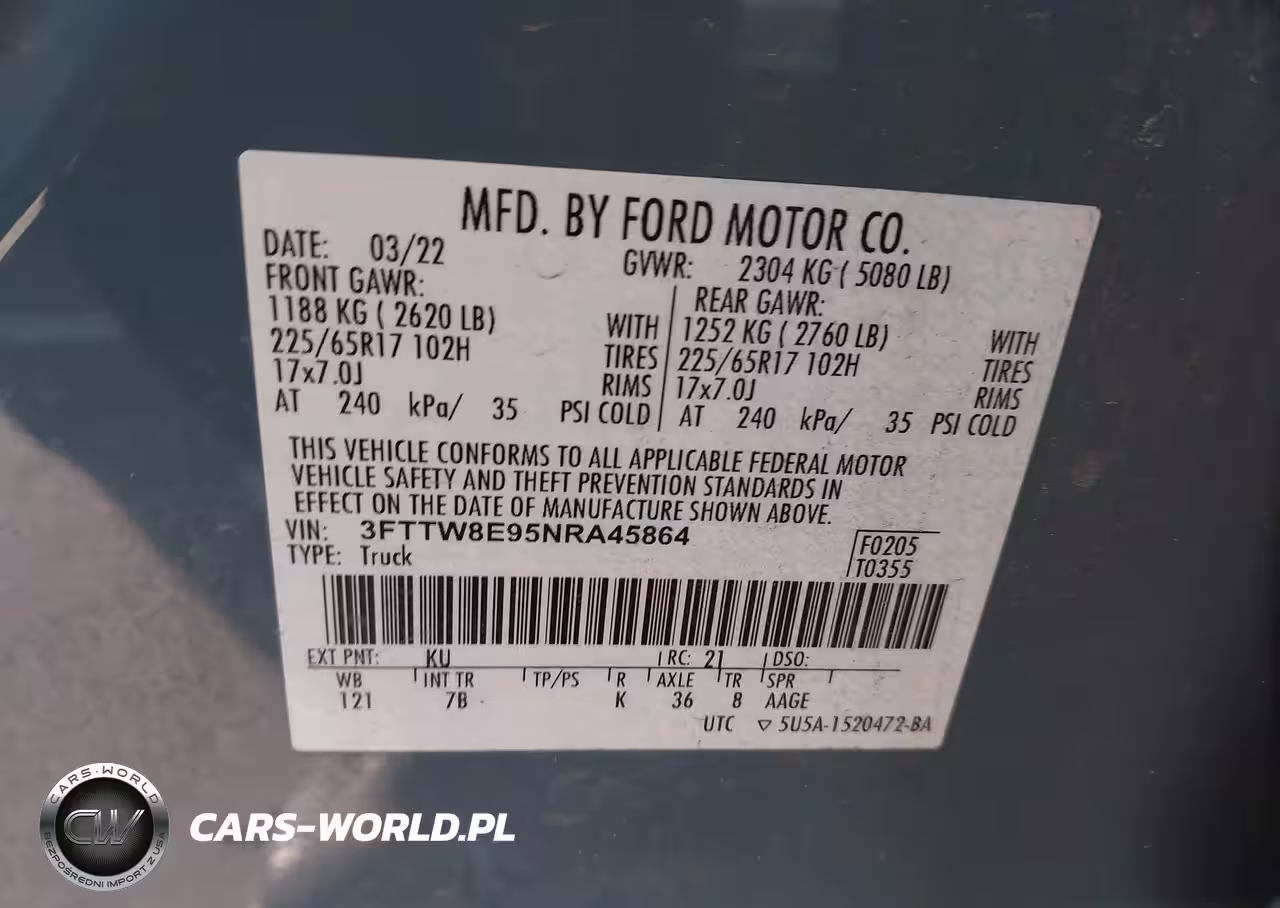 MFD. BY FORD MOTOR CO.
DATE: 03/22 GVWR: 2304 KG ( 5080 LB)
FRONT GAWR: REAR GAWR:
1188 KG ( 2620 LB) WITH 1252 KG ( 2760 LB) WITH
225/65R17 102H TIRES 225/65R17 102H TIRES
17x7.0J RIMS 17x7.0J RIMS
AT 240 kPa/ 35 PSI COLD AT 240 kPa/ 35 PSI COLD
THIS VEHICLE CONFORMS TO ALL APPLICABLE FEDERAL MOTOR
VEHICLE SAFETY AND THEFT PREVENTION STANDARDS IN
EFFECT ON THE DATE OF MANUFACTURE SHOWN ABOVE.
VIN: 3FTTW8E95NRA45864
TYPE: Truck
F0205
T0355
EXT PNT: KU RC: 21 DSO:
WB INT TR TP/PS R AXLE TR SPR
121 7B K 36 8 AAGE
UTC ▽ 5U5A-1520472-BA
CARS-WORLD
CW
BEZPOŚREDNI IMPORT Z USA
CARS-WORLD.PL